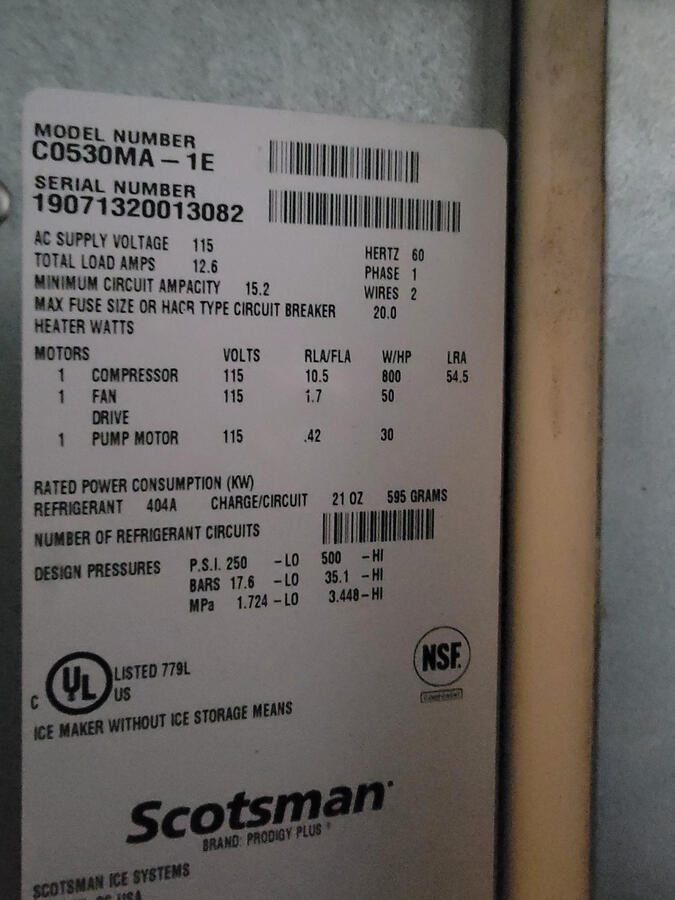 MODEL NUMBER
C0530MA – 1E
SERIAL NUMBER
19071320013082
AC SUPPLY VOLTAGE 115 HERTZ 60
TOTAL LOAD AMPS 12.6 PHASE 1
MINIMUM CIRCUIT AMPACITY 15.2 WIRES 2
MAX FUSE SIZE OR HACR TYPE CIRCUIT BREAKER 20.0
HEATER WATTS
MOTORS VOLTS RLA/FLA W/HP LRA
1 COMPRESSOR 115 10.5 800 54.5
1 FAN 115 1.7 50
DRIVE
1 PUMP MOTOR 115 .42 30
RATED POWER CONSUMPTION (KW)
REFRIGERANT 404A CHARGE/CIRCUIT 21 OZ 595 GRAMS
NUMBER OF REFRIGERANT CIRCUITS
DESIGN PRESSURES P.S.I. 250 –LO 500 –HI
BARS 17.6 –LO 35.1 –HI
MPa 1.724 –LO 3.448–HI
NSF.
COMPONENT
C UL LISTED 779L
US
ICE MAKER WITHOUT ICE STORAGE MEANS
Scotsman
BRAND: PRODIGY PLUS ®
SCOTSMAN ICE SYSTEMS
USA